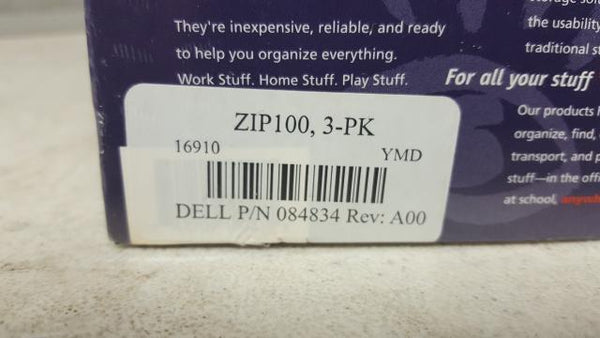 They're inexpensive, reliable, and ready
to help you organize everything.
Work Stuff. Home Stuff. Play Stuff.
the usability
traditional
For all your stuff
Our products
organize, find,
transport, and
stuff—in the
at school,
ZIP100, 3-PK
16910 YMD
DELL P/N 084834 Rev: A00